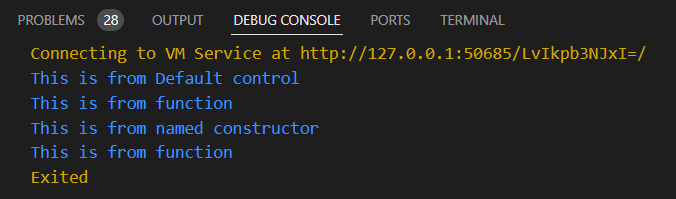 PROBLEMS 28 OUTPUT DEBUG CONSOLE PORTS TERMINAL
Connecting to VM Service at http://127.0.0.1:50685/LvIkpb3NJxI=/
This is from Default control
This is from function
This is from named constructor
This is from function
Exited